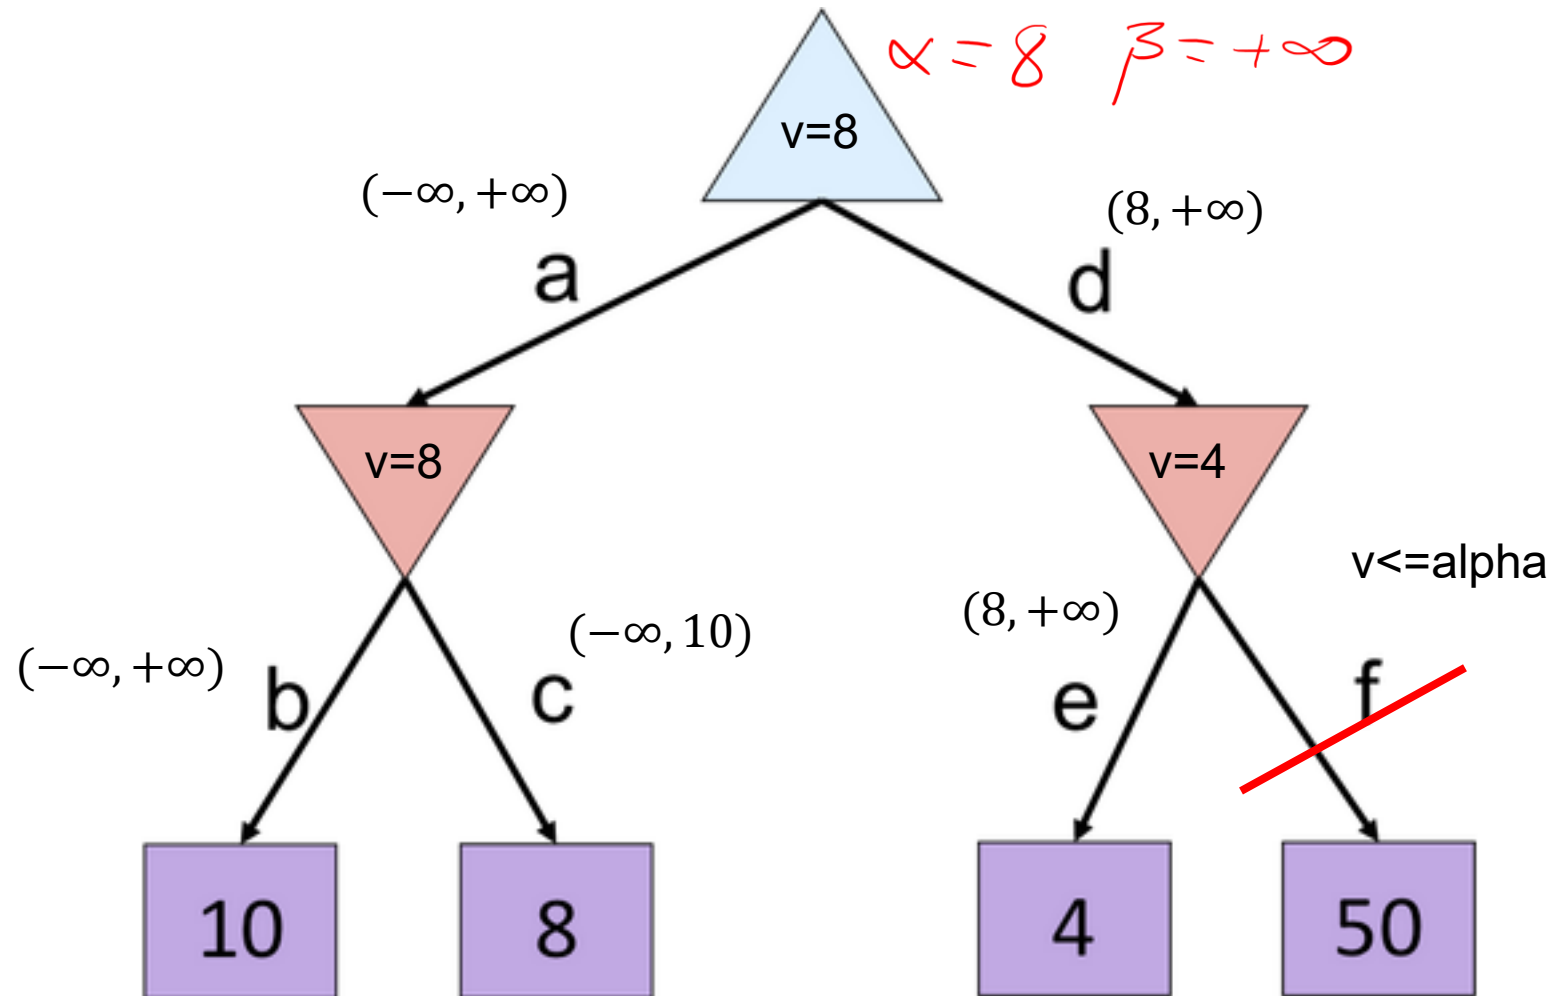 α = 8 β = +∞
v=8
(−∞, +∞)
(8, +∞)
a
d
v=8
v=4
v<=alpha
(−∞, +∞)
(−∞, 10)
(8, +∞)
b
c
e
f
10
8
4
50